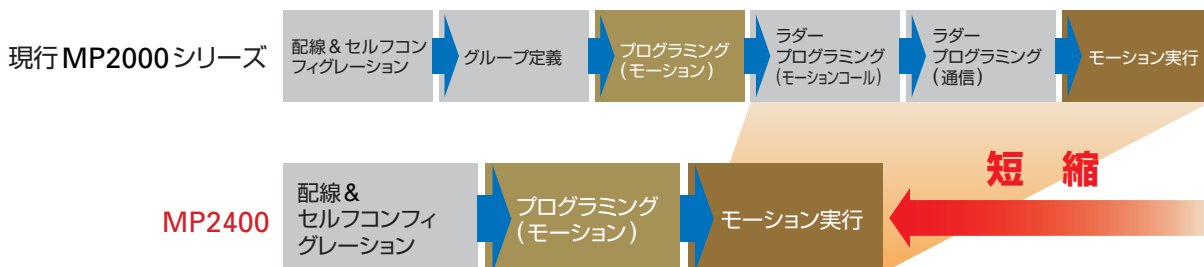 現行MP2000シリーズ
配線&セルフコン
フィグレーション
グループ定義
プログラミング
(モーション)
ラダー
プログラミング
(モーションコール)
ラダー
プログラミング
(通信)
モーション実行
短 縮
MP2400
配線&
セルフコンフィ
グレーション
プログラミング
(モーション)
モーション実行